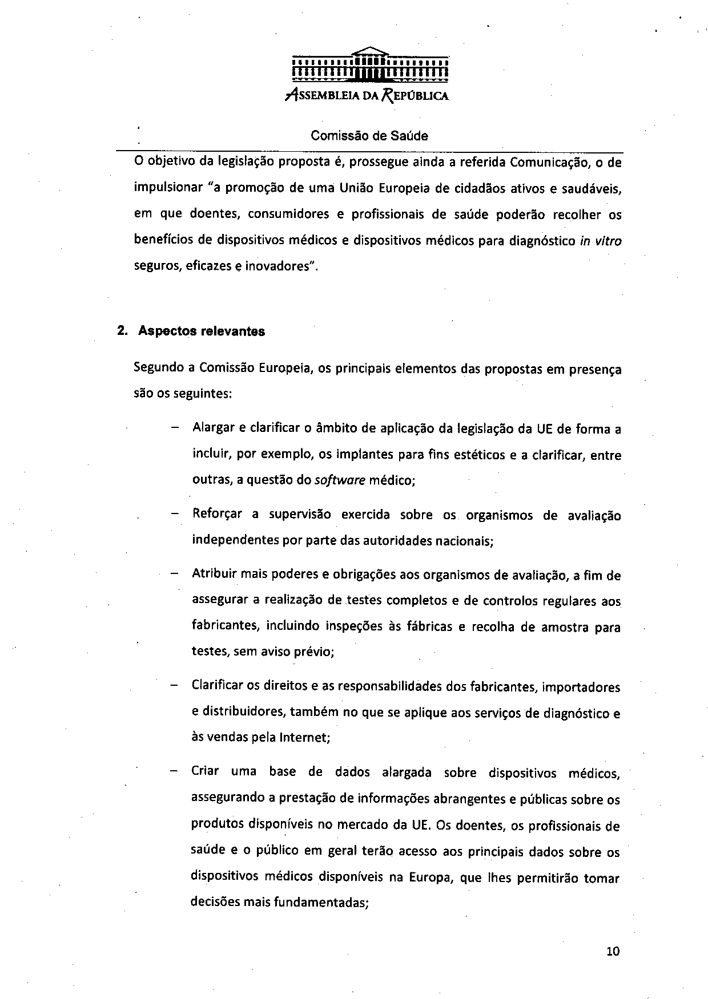 ASSEMBLEIA DA REPÚBLICA
Comissão de Saúde
O objetivo da legislação proposta é, prossegue ainda a referida Comunicação, o de
impulsionar "a promoção de uma União Europeia de cidadãos ativos e saudáveis,
em que doentes, consumidores e profissionais de saúde poderão recolher os
benefícios de dispositivos médicos e dispositivos médicos para diagnóstico in vitro
seguros, eficazes e inovadores".
2. Aspectos relevantes
Segundo a Comissão Europeia, os principais elementos das propostas em presença
são os seguintes:
– Alargar e clarificar o âmbito de aplicação da legislação da UE de forma a
incluir, por exemplo, os implantes para fins estéticos e a clarificar, entre
outras, a questão do software médico;
– Reforçar a supervisão exercida sobre os organismos de avaliação
independentes por parte das autoridades nacionais;
– Atribuir mais poderes e obrigações aos organismos de avaliação, a fim de
assegurar a realização de testes completos e de controlos regulares aos
fabricantes, incluindo inspeções às fábricas e recolha de amostra para
testes, sem aviso prévio;
– Clarificar os direitos e as responsabilidades dos fabricantes, importadores
e distribuidores, também no que se aplique aos serviços de diagnóstico e
às vendas pela Internet;
– Criar uma base de dados alargada sobre dispositivos médicos,
assegurando a prestação de informações abrangentes e públicas sobre os
produtos disponíveis no mercado da UE. Os doentes, os profissionais de
saúde e o público em geral terão acesso aos principais dados sobre os
dispositivos médicos disponíveis na Europa, que lhes permitirão tomar
decisões mais fundamentadas;
10